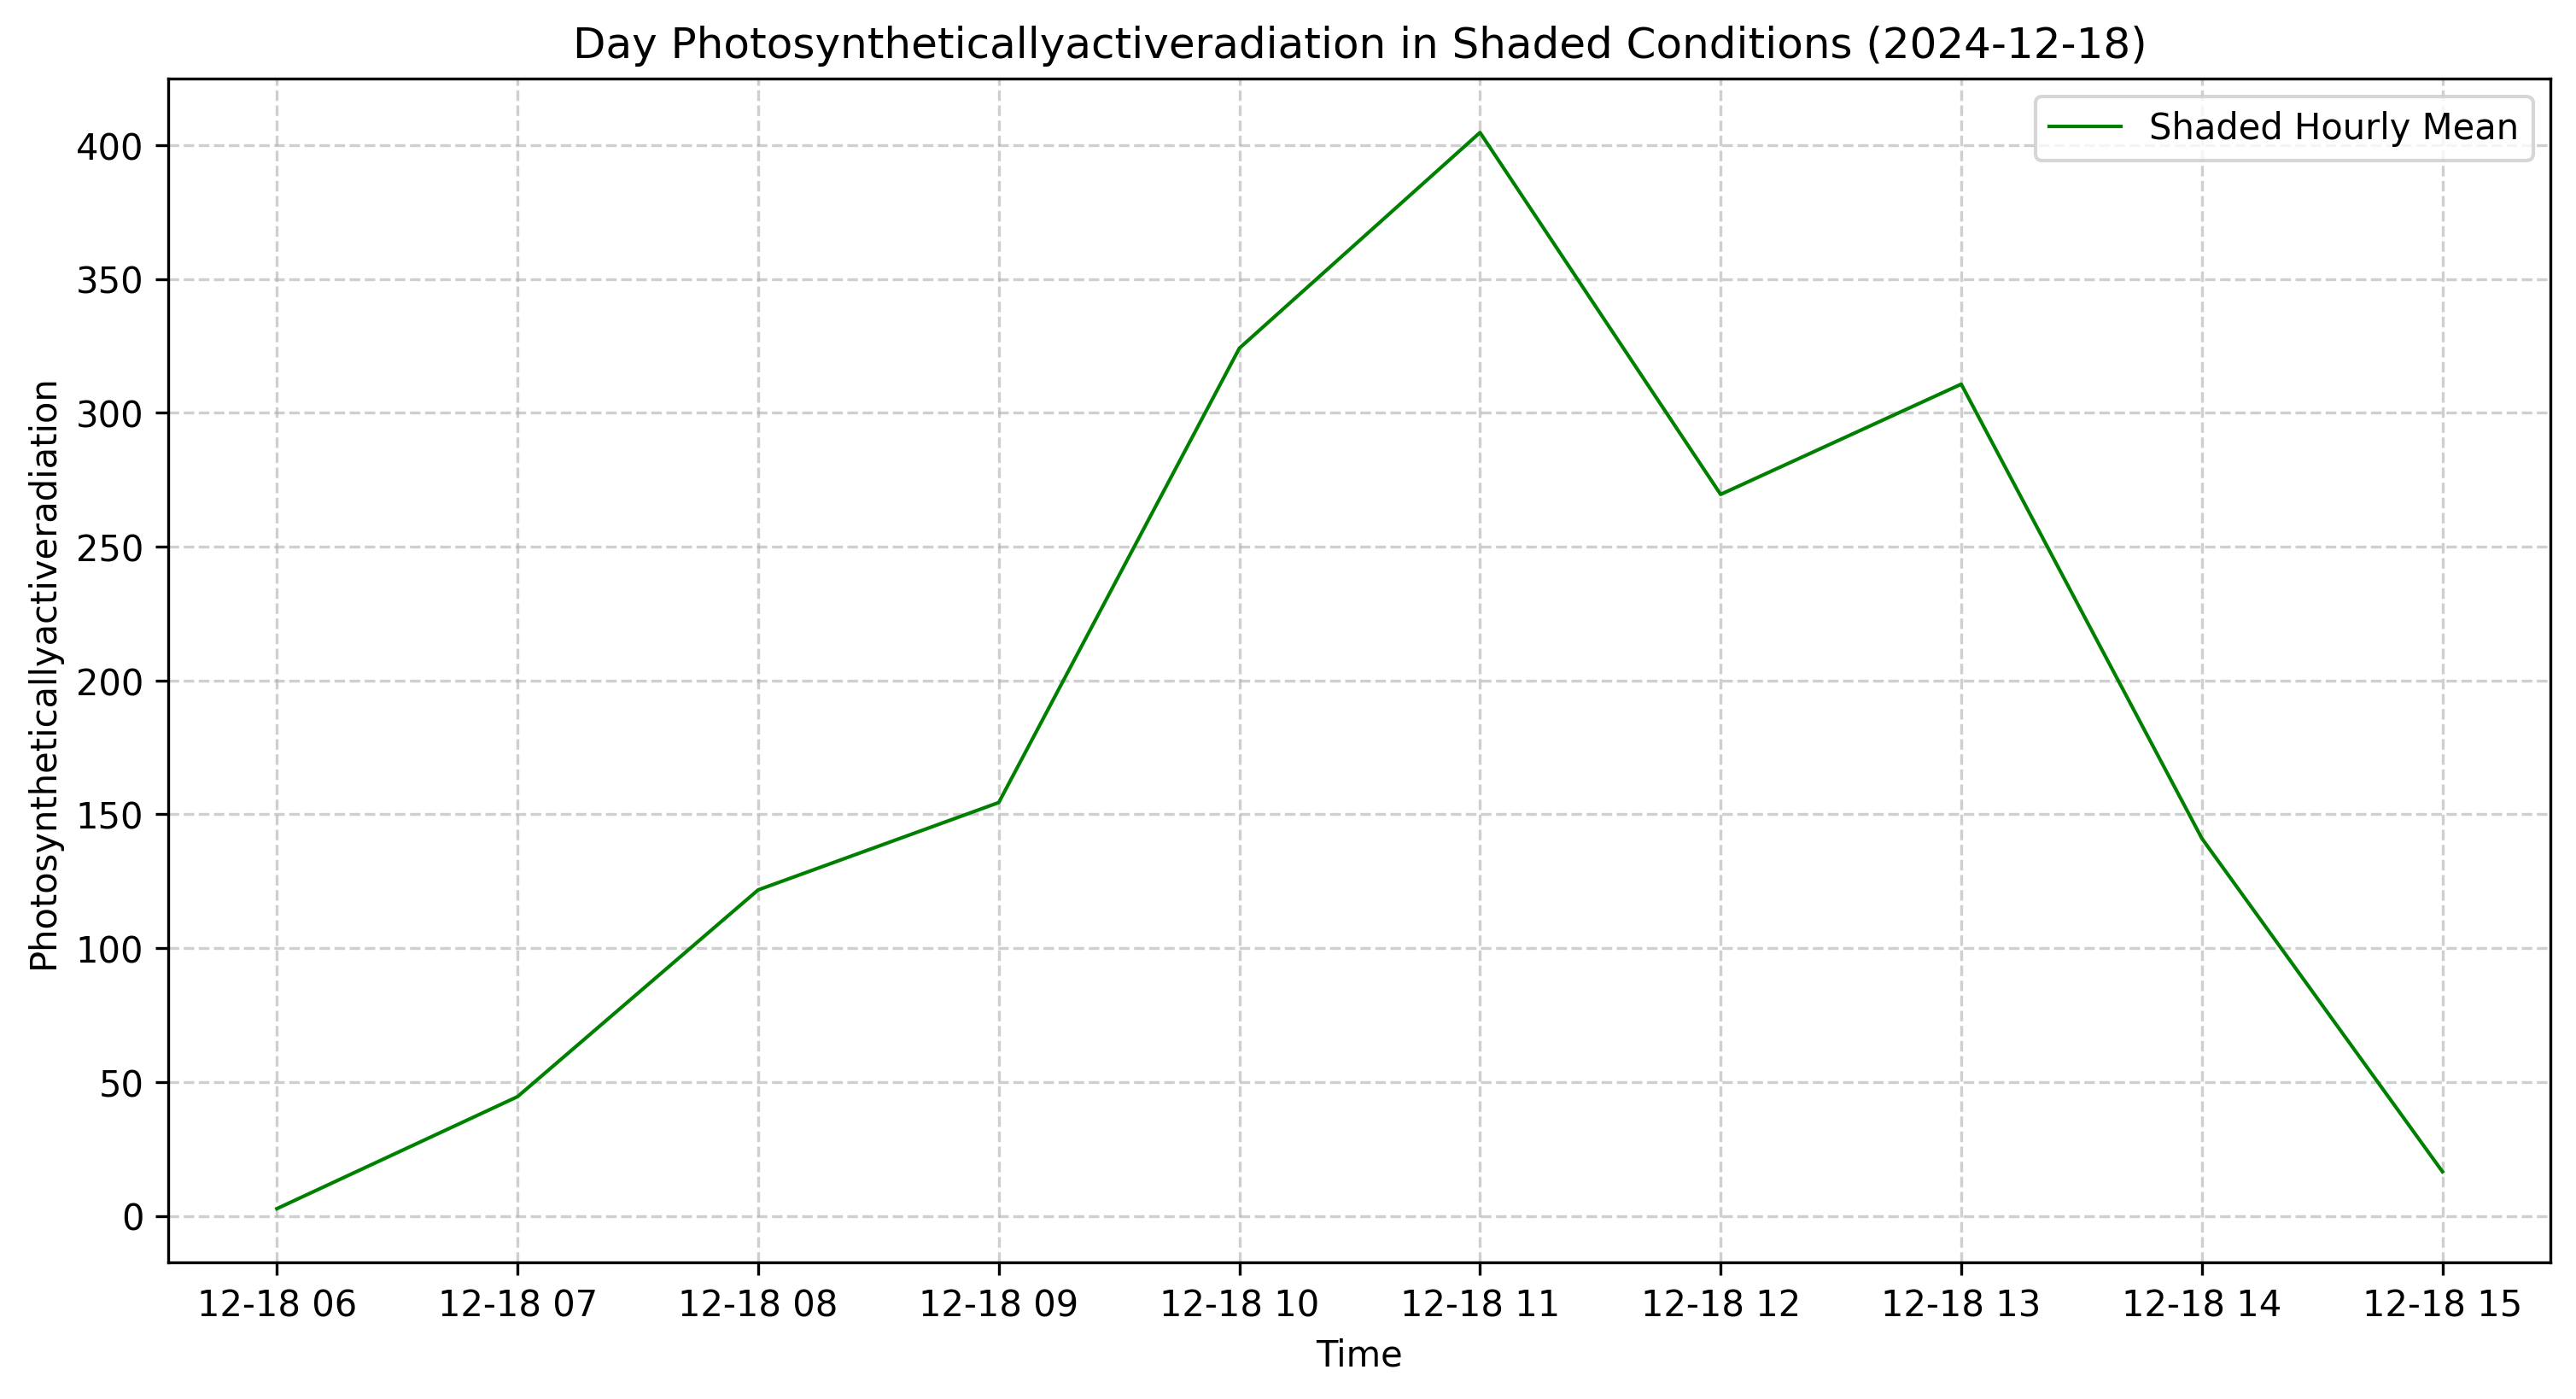 Day Photosyntheticallyactiveradiation in Shaded Conditions (2024-12-18)
Shaded Hourly Mean
Photosyntheticallyactiveradiation
400
350
300
250
200
150
100
50
0
12-18 06 12-18 07 12-18 08 12-18 09 12-18 10 12-18 11 12-18 12 12-18 13 12-18 14 12-18 15
Time